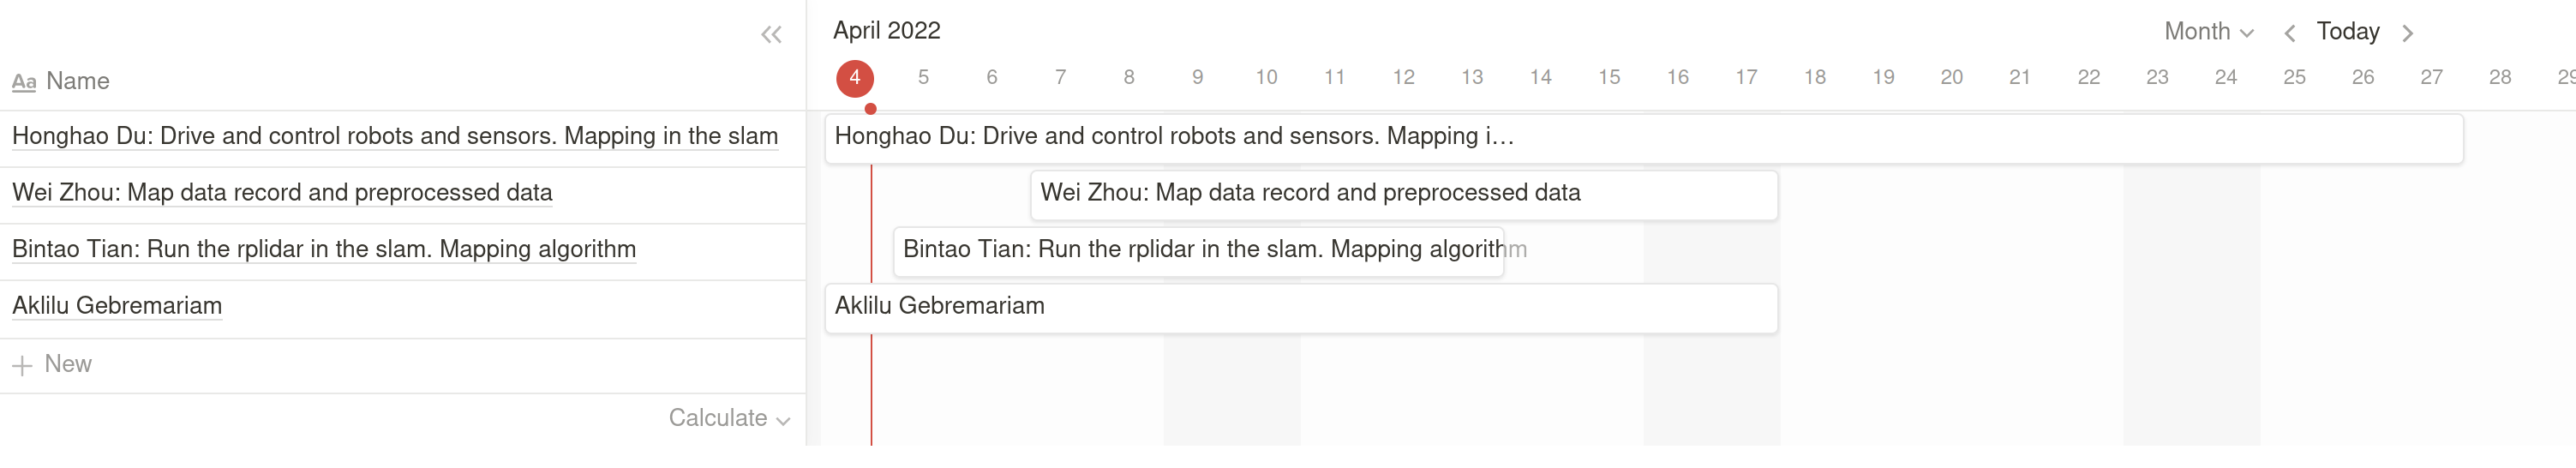 April 2022
Month
Today
Aa Name
4 5 6 7 8 9 10 11 12 13 14 15 16 17 18 19 20 21 22 23 24 25 26 27 28 29
Honghao Du: Drive and control robots and sensors. Mapping in the slam
Honghao Du: Drive and control robots and sensors. Mapping i...
Wei Zhou: Map data record and preprocessed data
Wei Zhou: Map data record and preprocessed data
Bintao Tian: Run the rplidar in the slam. Mapping algorithm
Bintao Tian: Run the rplidar in the slam. Mapping algorithm
Aklilu Gebremariam
Aklilu Gebremariam
New
Calculate